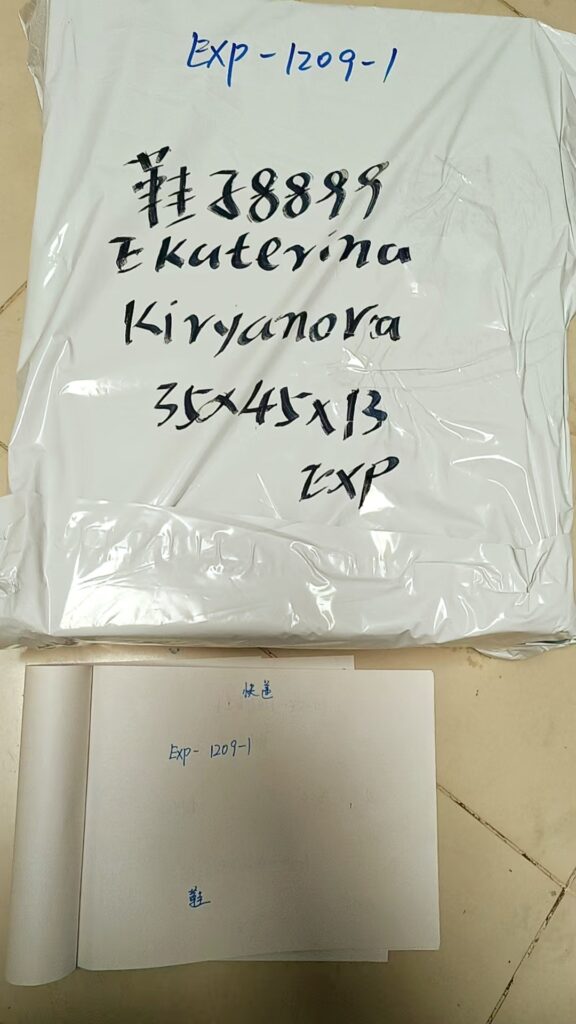 EXP-1209-1
鞋子8899
Ekaterina
Kiryanova
35x45x13
EXP
快递
EXP-1209-1
鞋